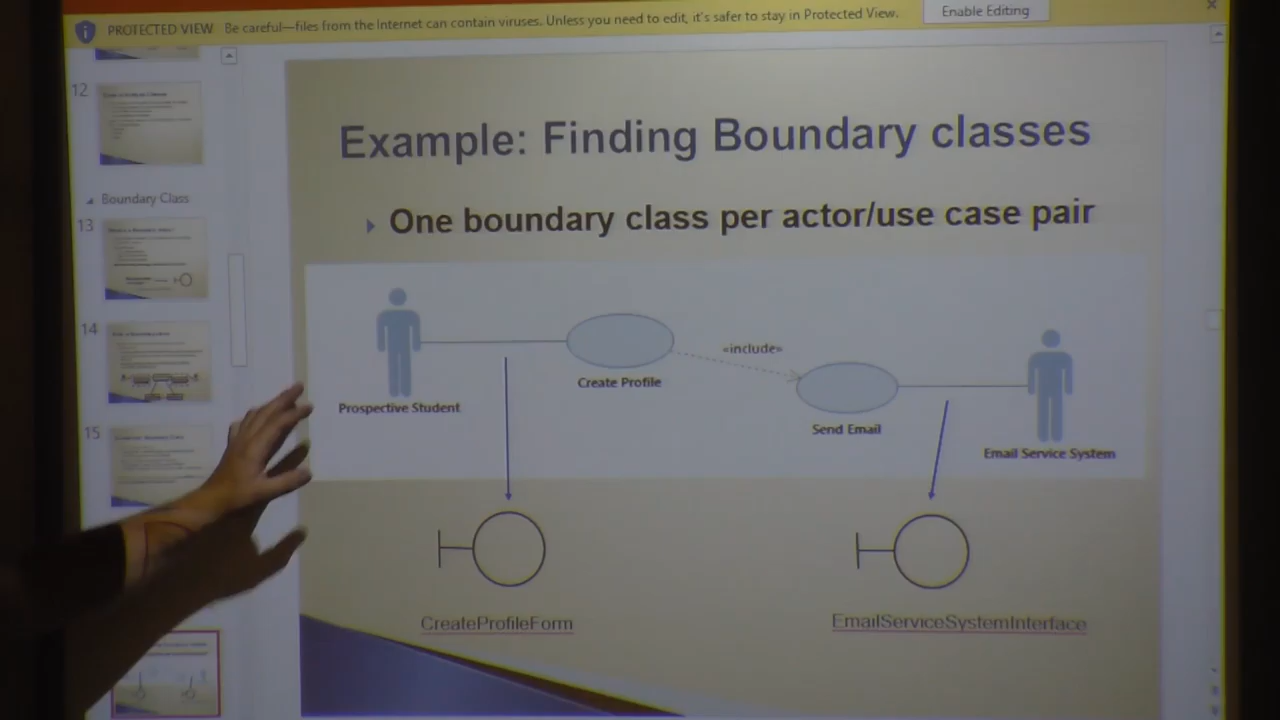 PROTECTED VIEW Be careful—files from the Internet can contain viruses. Unless you need to edit, it's safer to stay in Protected View. Enable Editing
12
Boundary Class
13
14
15
Example: Finding Boundary classes
One boundary class per actor/use case pair
«include»
Create Profile
Prospective Student
Send Email
Email Service System
CreateProfileForm
EmailServiceSystemInterface